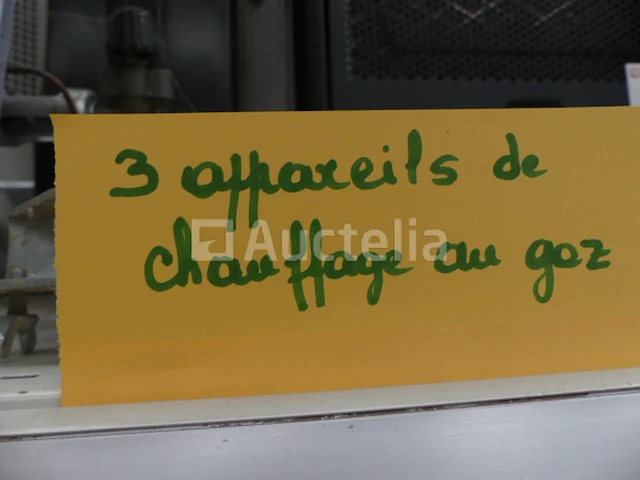 3 appareils de
chauffage au gaz
Auctelia